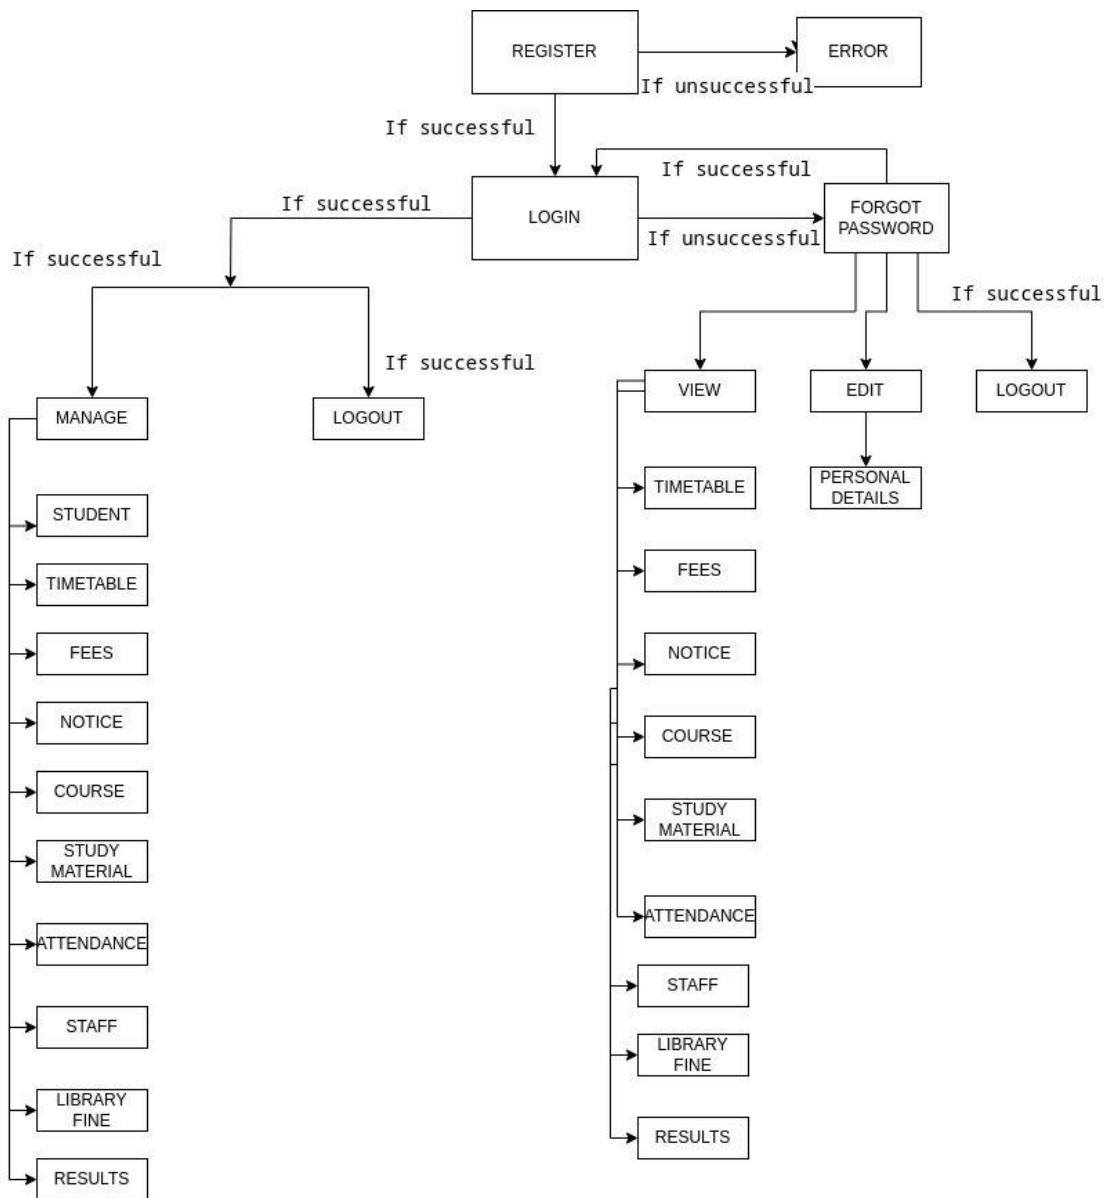 REGISTER
ERROR
If unsuccessful
If successful
If successful
If successful
LOGIN
FORGOT
PASSWORD
If unsuccessful
If successful
If successful
If successful
MANAGE
LOGOUT
VIEW
EDIT
LOGOUT
STUDENT
TIMETABLE
FEES
NOTICE
COURSE
STUDY
MATERIAL
ATTENDANCE
STAFF
LIBRARY
FINE
RESULTS
TIMETABLE
PERSONAL
DETAILS
FEES
NOTICE
COURSE
STUDY
MATERIAL
ATTENDANCE
STAFF
LIBRARY
FINE
RESULTS